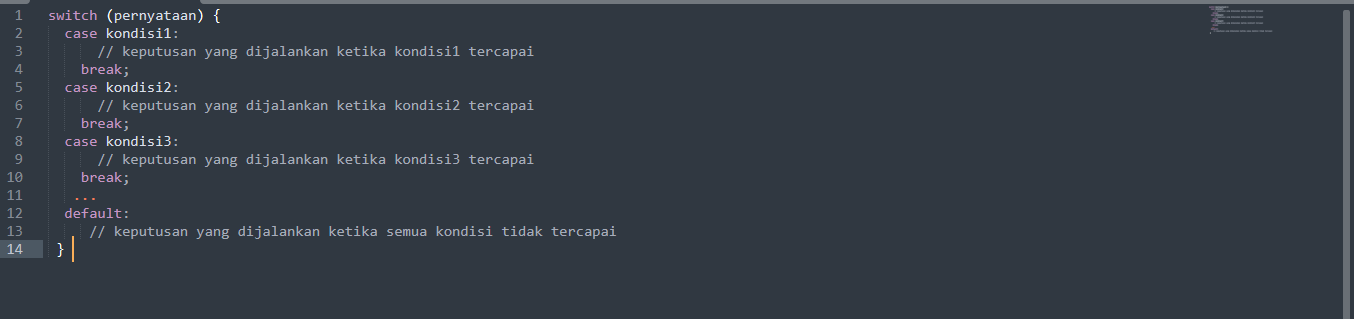 1 switch (pernyataan) {
2 case kondisi1:
3 // keputusan yang dijalankan ketika kondisi1 tercapai
4 break;
5 case kondisi2:
6 // keputusan yang dijalankan ketika kondisi2 tercapai
7 break;
8 case kondisi3:
9 // keputusan yang dijalankan ketika kondisi3 tercapai
10 break;
11 ...
12 default:
13 // keputusan yang dijalankan ketika semua kondisi tidak tercapai
14 }